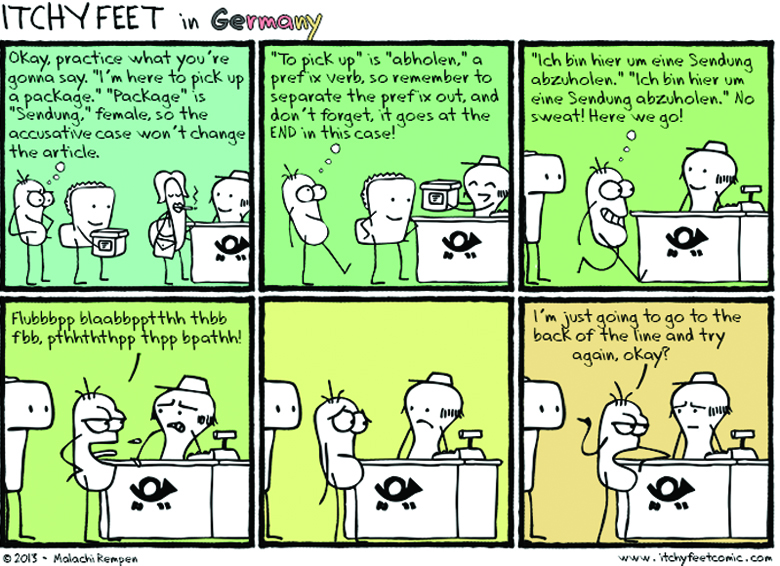 ITCHY FEET in Germany
Okay, practice what you're
gonna say. "I'm here to pick up
a package." "Package" is
"Sendung," female, so the
accusative case won't change
the article.
"To pick up" is "abholen," a
prefix verb, so remember to
separate the prefix out, and
don't forget, it goes at the
END in this case!
"Ich bin hier um eine Sendung
abzuholen." "Ich bin hier um
eine Sendung abzuholen." No
sweat! Here we go!
Flubbbpp blaabbpptthh thbb
fbb, pthhththpp thpp bpathh!
I'm just going to go to the
back of the line and try
again, okay?
© 2013 - Malachi Rempen
www.itchyfeetcomic.com